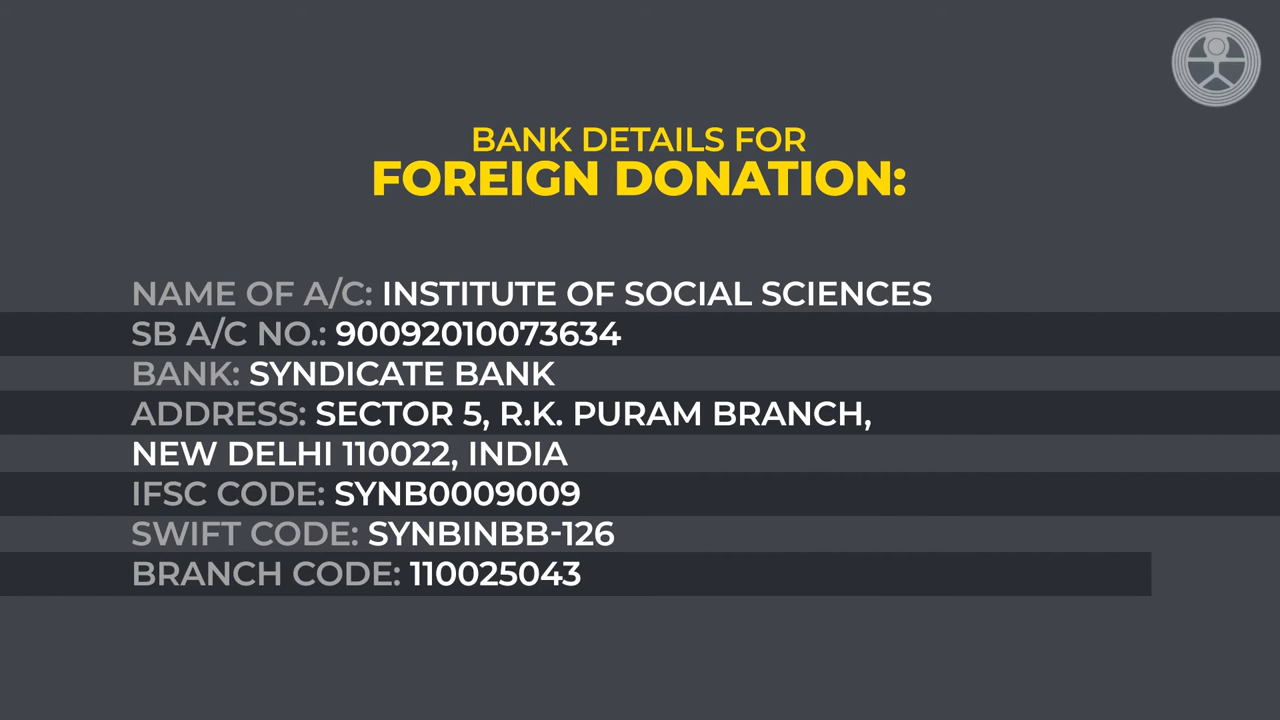 BANK DETAILS FOR
FOREIGN DONATION:
NAME OF A/C: INSTITUTE OF SOCIAL SCIENCES
SB A/C NO.: 90092010073634
BANK: SYNDICATE BANK
ADDRESS: SECTOR 5, R.K. PURAM BRANCH,
NEW DELHI 110022, INDIA
IFSC CODE: SYNB0009009
SWIFT CODE: SYNBINBB-126
BRANCH CODE: 110025043